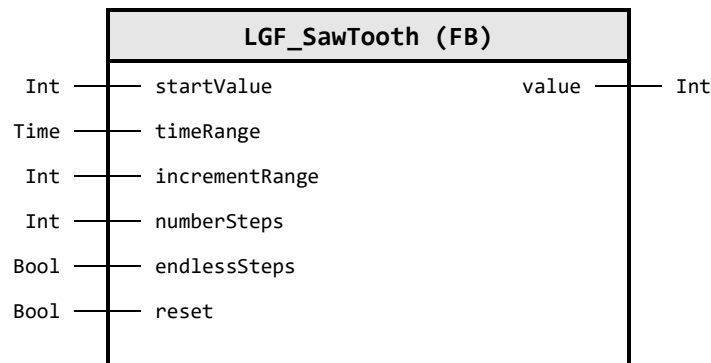 LGF_SawTooth (FB)
Int startValue value Int
Time timeRange
Int incrementRange
Int numberSteps
Bool endlessSteps
Bool reset